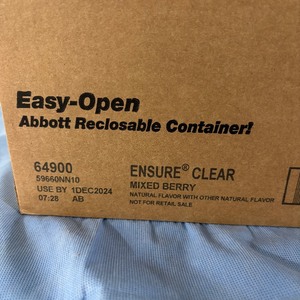 Easy-Open
Abbott Reclosable Container!
64900
59660NN10
USE BY 1DEC2024
07:28 AB
ENSURE® CLEAR
MIXED BERRY
NATURAL FLAVOR WITH OTHER NATURAL FLAVOR
NOT FOR RETAIL SALE